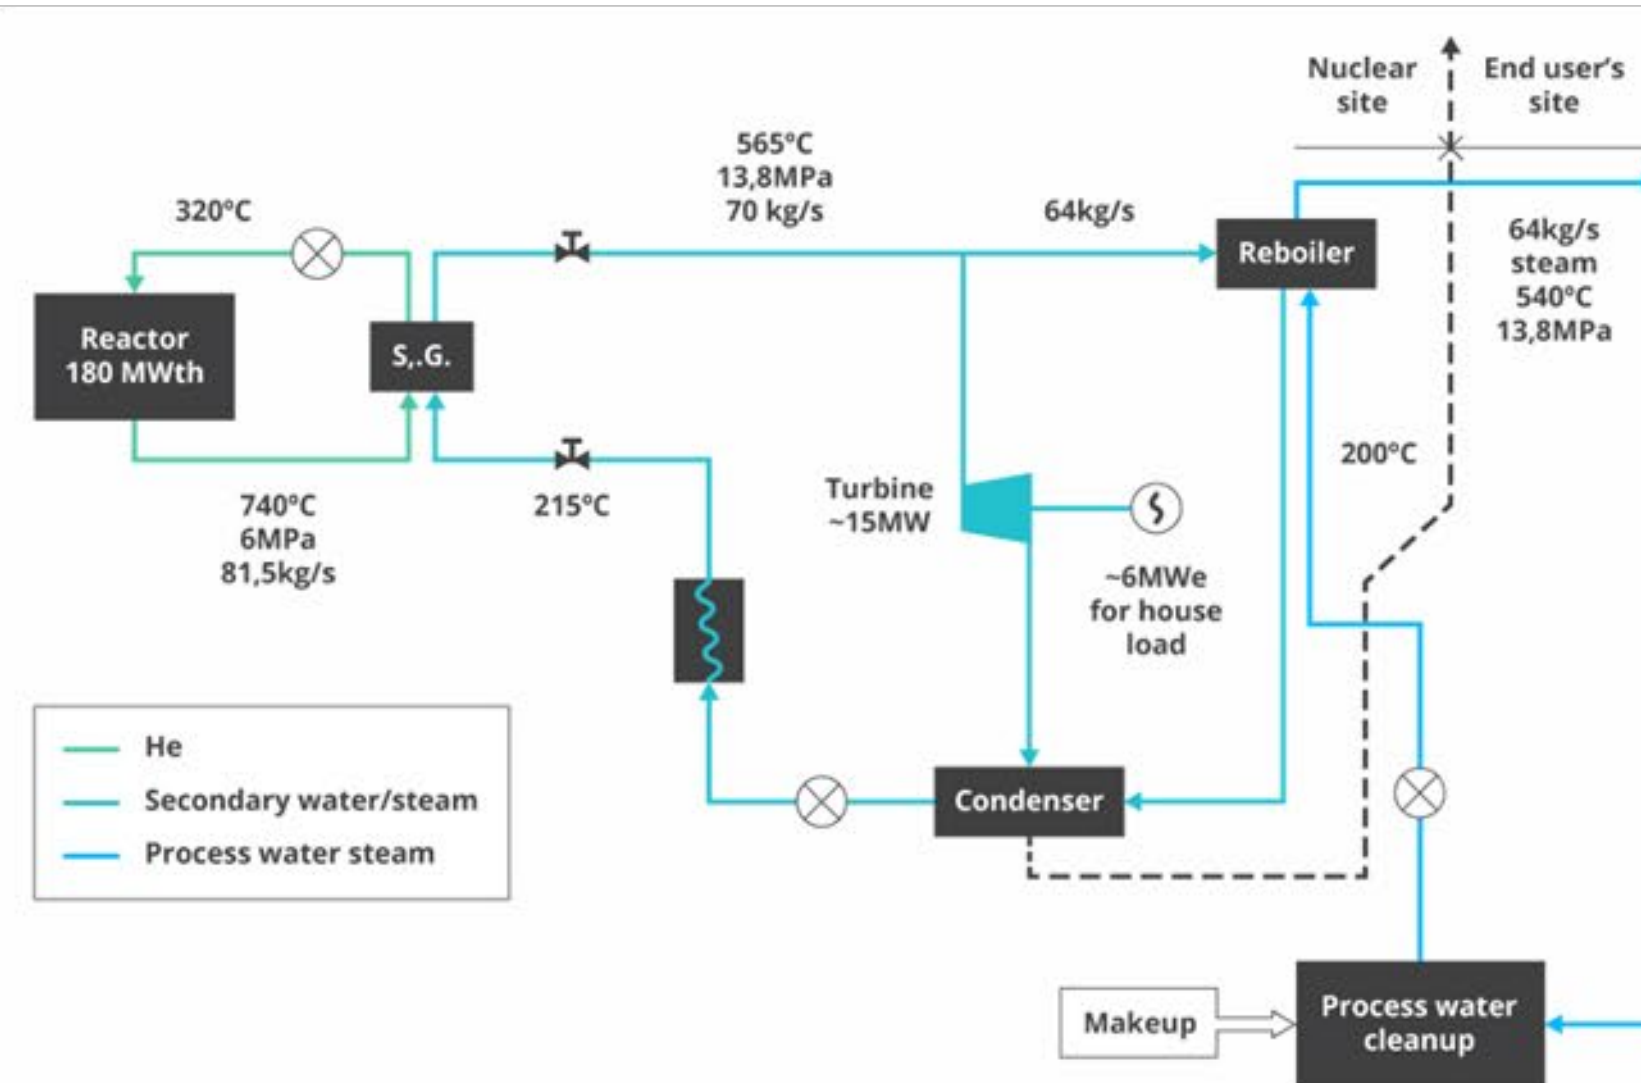 Nuclear
site
End user's
site
565°C
13,8MPa
70 kg/s
320°C
64kg/s
Reboiler
64kg/s
steam
540°C
13,8MPa
Reactor
180 MWth
S,.G.
200°C
740°C
6MPa
81,5kg/s
215°C
Turbine
~15MW
~6MWe
for house
load
He
Secondary water/steam
Process water steam
Condenser
Makeup
Process water
cleanup